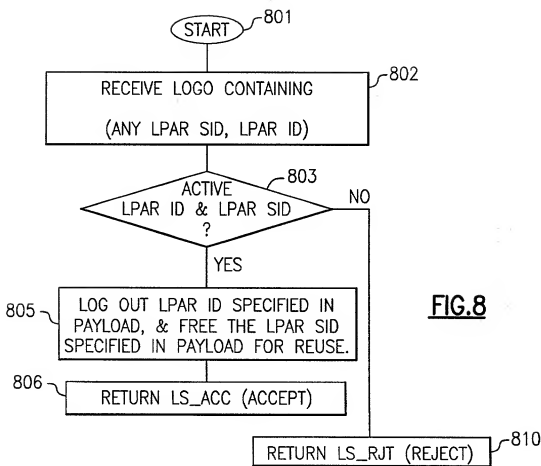 START
801
RECEIVE LOGO CONTAINING
802
(ANY LPAR SID, LPAR ID)
803
ACTIVE
LPAR ID & LPAR SID
?
NO
YES
805
LOG OUT LPAR ID SPECIFIED IN
PAYLOAD, & FREE THE LPAR SID
SPECIFIED IN PAYLOAD FOR REUSE.
FIG.8
806
RETURN LS_ACC (ACCEPT)
810
RETURN LS_RJT (REJECT)